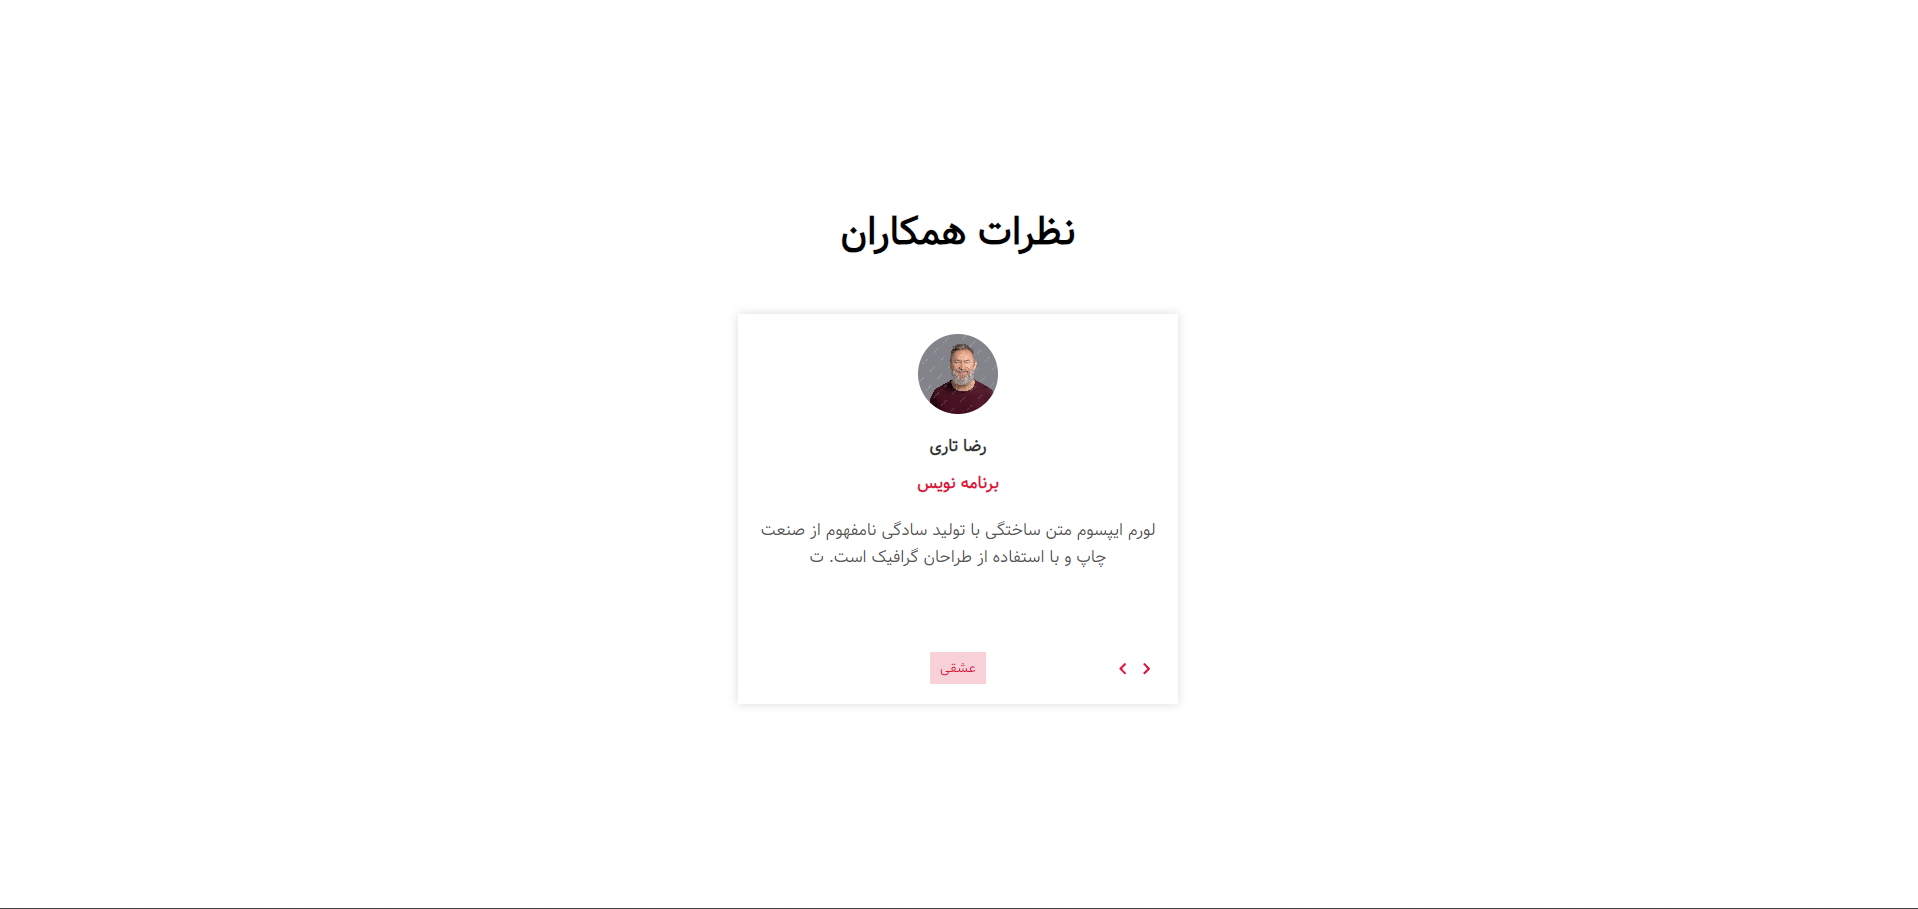 نظرات همکاران
رضا تاری
برنامه نویس
لورم ایپسوم متن ساختگی با تولید سادگی نامفهوم از صنعت
چاپ و با استفاده از طراحان گرافیک است. ت
عشقی